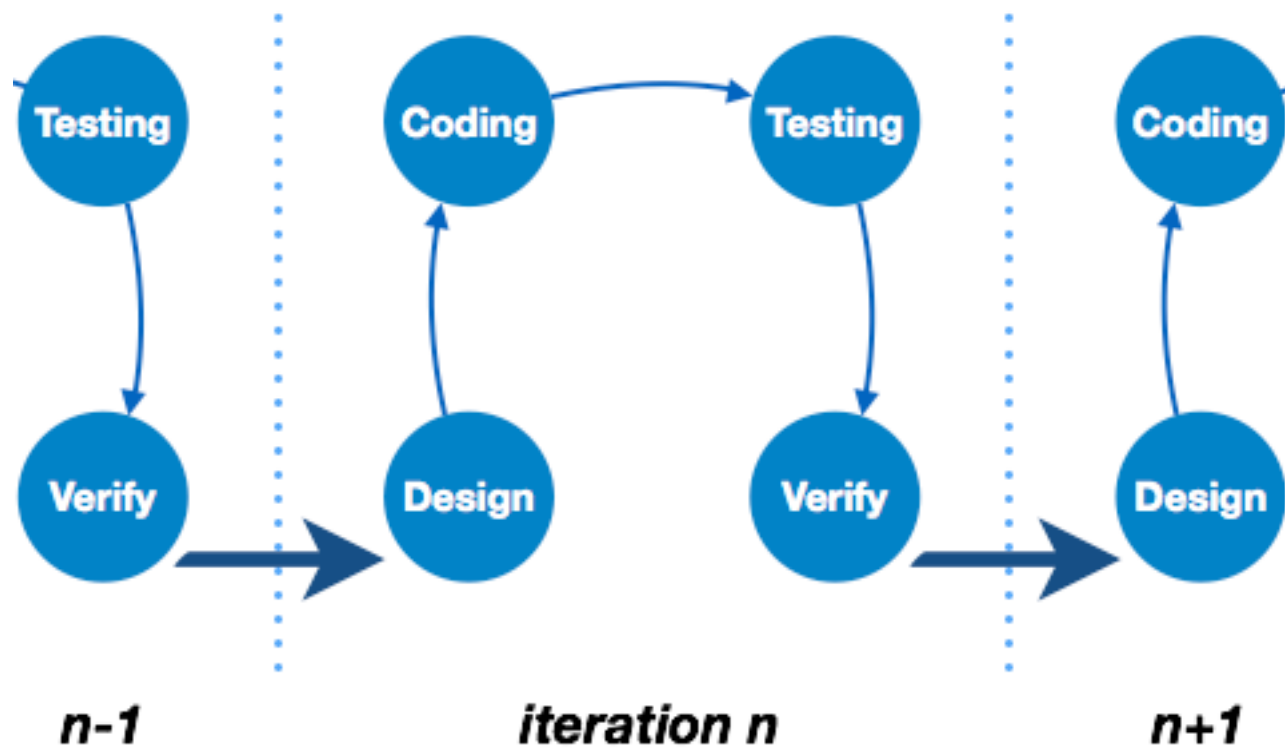 Testing
Coding
Testing
Coding
Verify
Design
Verify
Design
n-1
iteration n
n+1